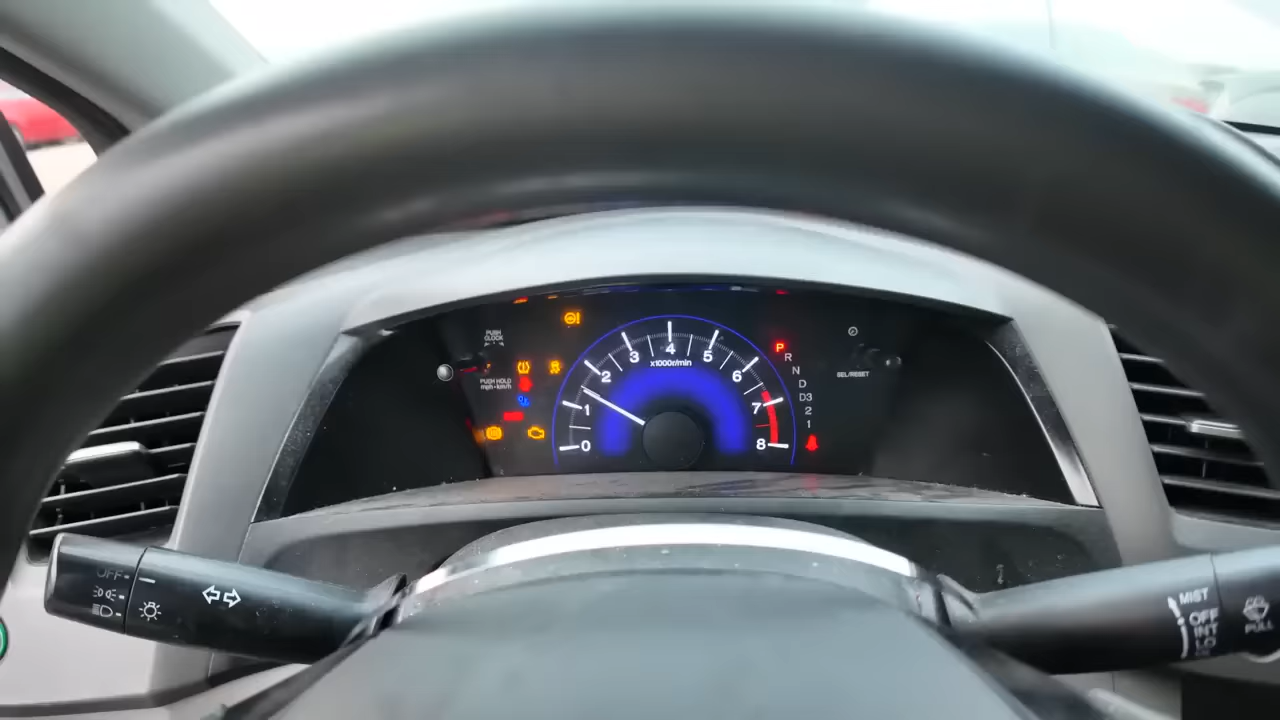 PUSH
CLOCK
PUSH HOLD
mph•km/h
0
1
2
3
4
5
6
7
8
x1000r/min
P
R
N
D
D3
2
1
SEL/RESET
OFF
MIST
OFF
INT
LO
PULL